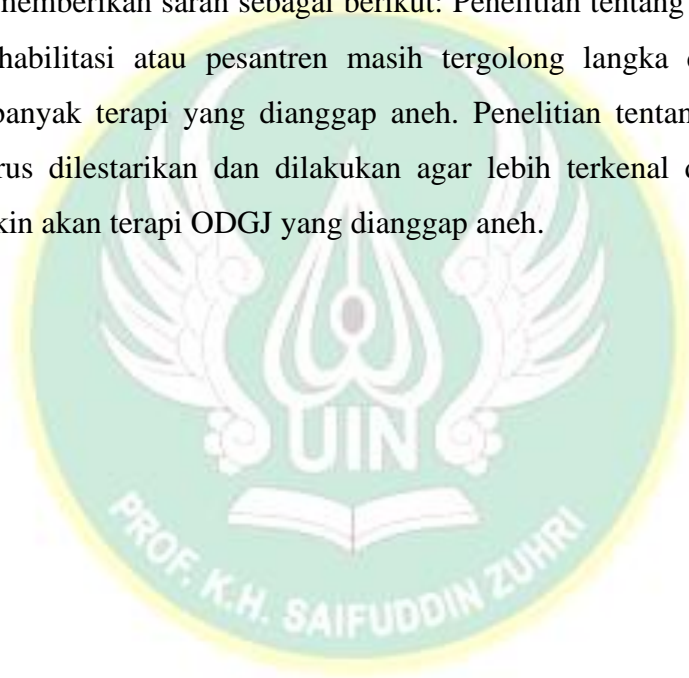 memberikan saran sebagai berikut: Penelitian tentang
habilitasi atau pesantren masih tergolong langka
banyak terapi yang dianggap aneh. Penelitian
rus dilestarikan dan dilakukan agar lebih terkenal
kin akan terapi ODGJ yang dianggap aneh.
UIN
PROF. K.H. SAIFUDDIN ZUHRI